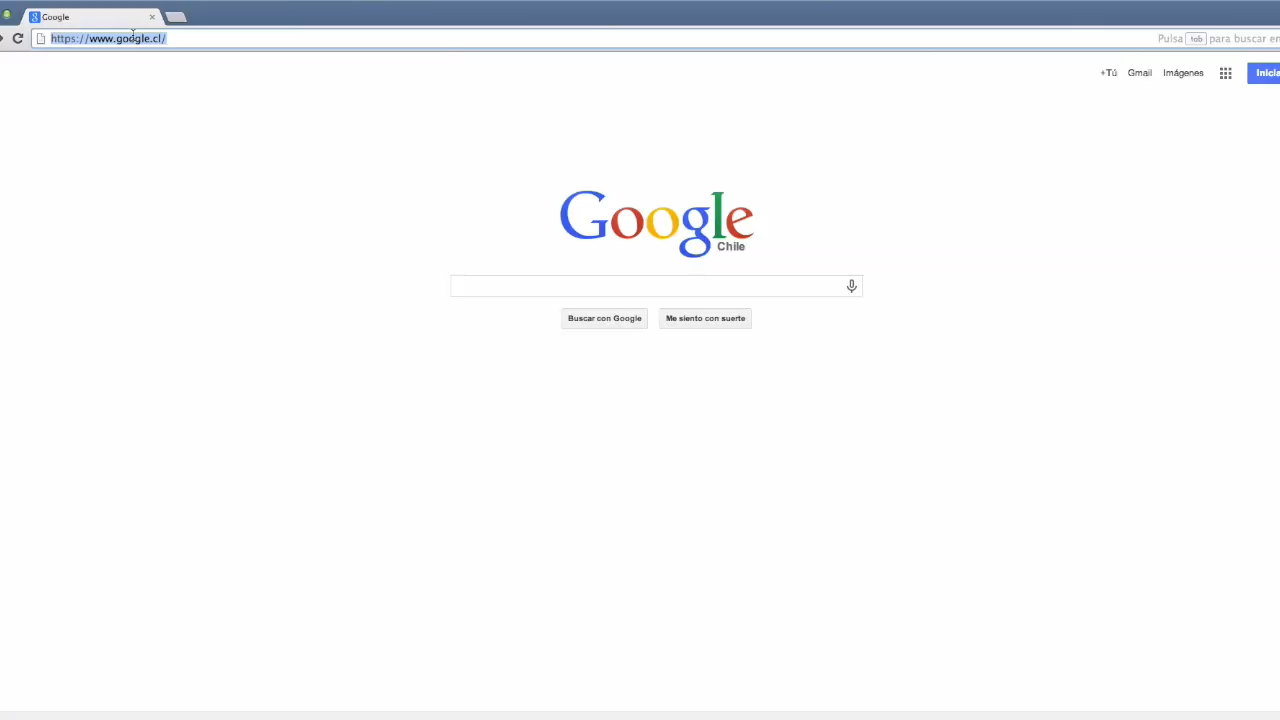 Google
https://www.google.cl/
Pulsa tab para buscar en
+Tú Gmail Imágenes Inicia
Google
Chile
Buscar con Google Me siento con suerte